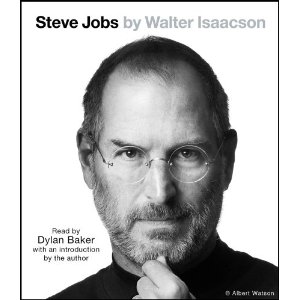 Steve Jobs by Walter Isaacson
Read by
Dylan Baker
with an introduction
by the author
© Albert Watson